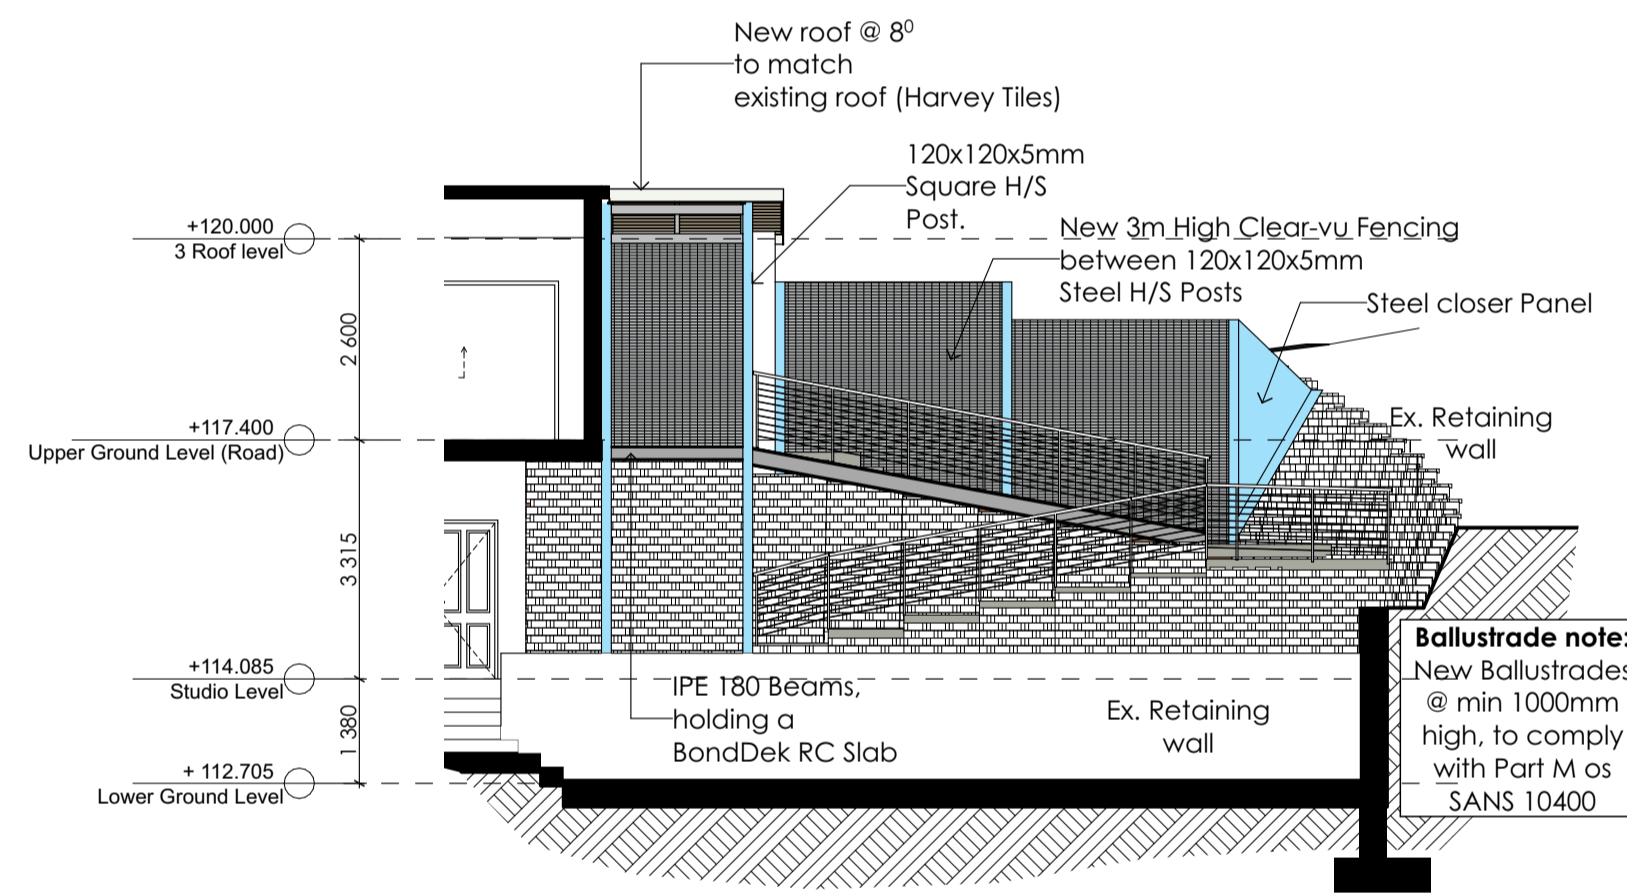 New roof @ 8⁰
to match
existing roof (Harvey Tiles)
120x120x5mm
Square H/S
Post.
New 3m High Clear-vu Fencing
between 120x120x5mm
Steel H/S Posts
Steel closer Panel
Ex. Retaining
wall
+120.000
3 Roof level
2 600
+117.400
Upper Ground Level (Road)
3 315
+114.085
Studio Level
1 380
+ 112.705
Lower Ground Level
IPE 180 Beams,
holding a
BondDek RC Slab
Ex. Retaining
wall
Ballustrade note:
New Ballustrades
@ min 1000mm
high, to comply
with Part M os
SANS 10400